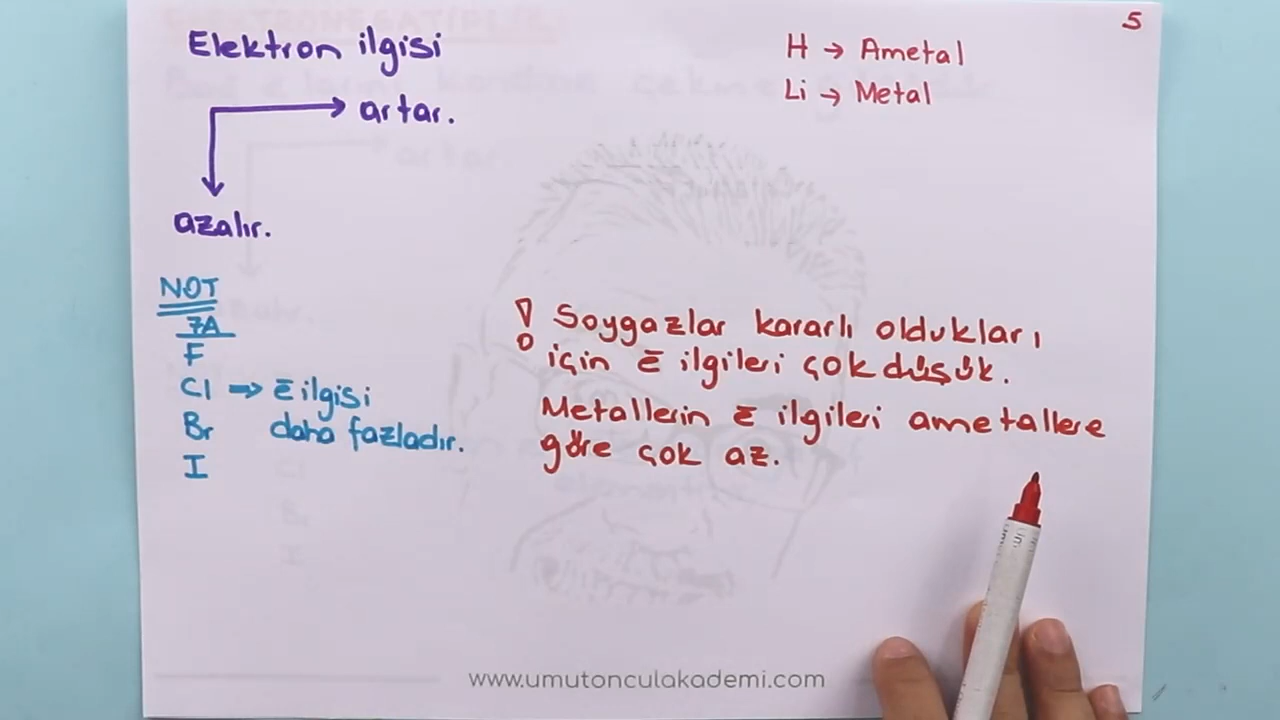 5
Elektron ilgisi
artar.
azalır.
H → Ametal
Li → Metal
NOT
7A
F
Cl ⇒ ē ilgisi
Br daha fazladır.
I
! Soygazlar kararlı oldukları
için ē ilgileri çok düşük.
Metallerin ē ilgileri ametallere
göre çok az.
www.umutonculakademi.com